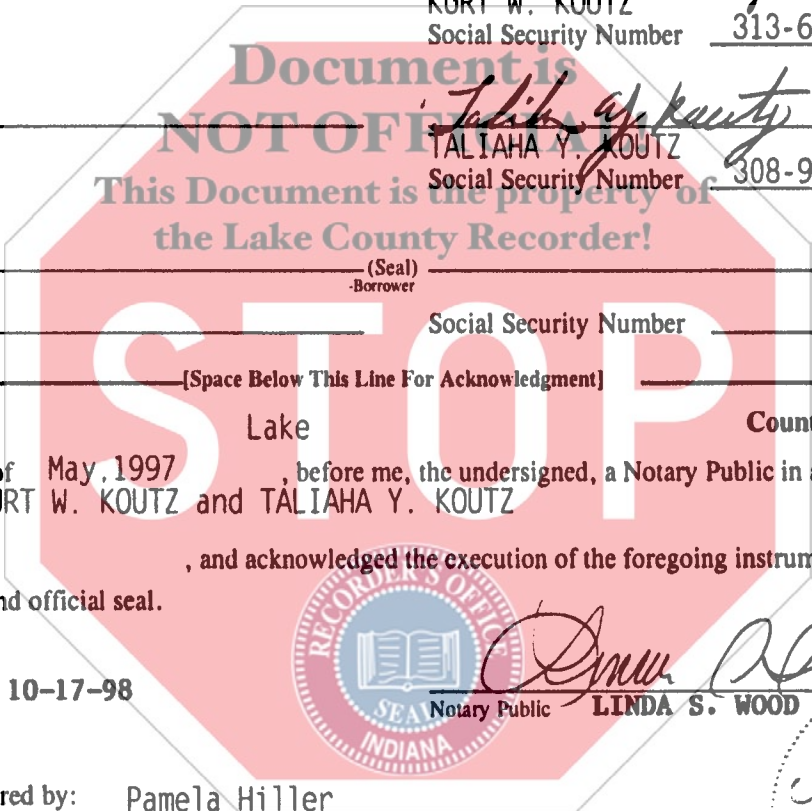 KURT W. KOUTZ
Social Security Number 313-6
Document is
NOT OFFICIAL!
TALIAHA Y. KOUTZ
This Document is the property of
Social Security Number 308-9
the Lake County Recorder!
(Seal)
-Borrower
Social Security Number
STOP
[Space Below This Line For Acknowledgment]
Lake Count
of May, 1997 , before me, the undersigned, a Notary Public in a
URT W. KOUTZ and TALIAHA Y. KOUTZ
, and acknowledged the execution of the foregoing instrum
nd official seal.
RECORDER'S OFFICE
SEAL
INDIANA
10-17-98
Notary Public LINDA S. WOOD
red by: Pamela Hiller